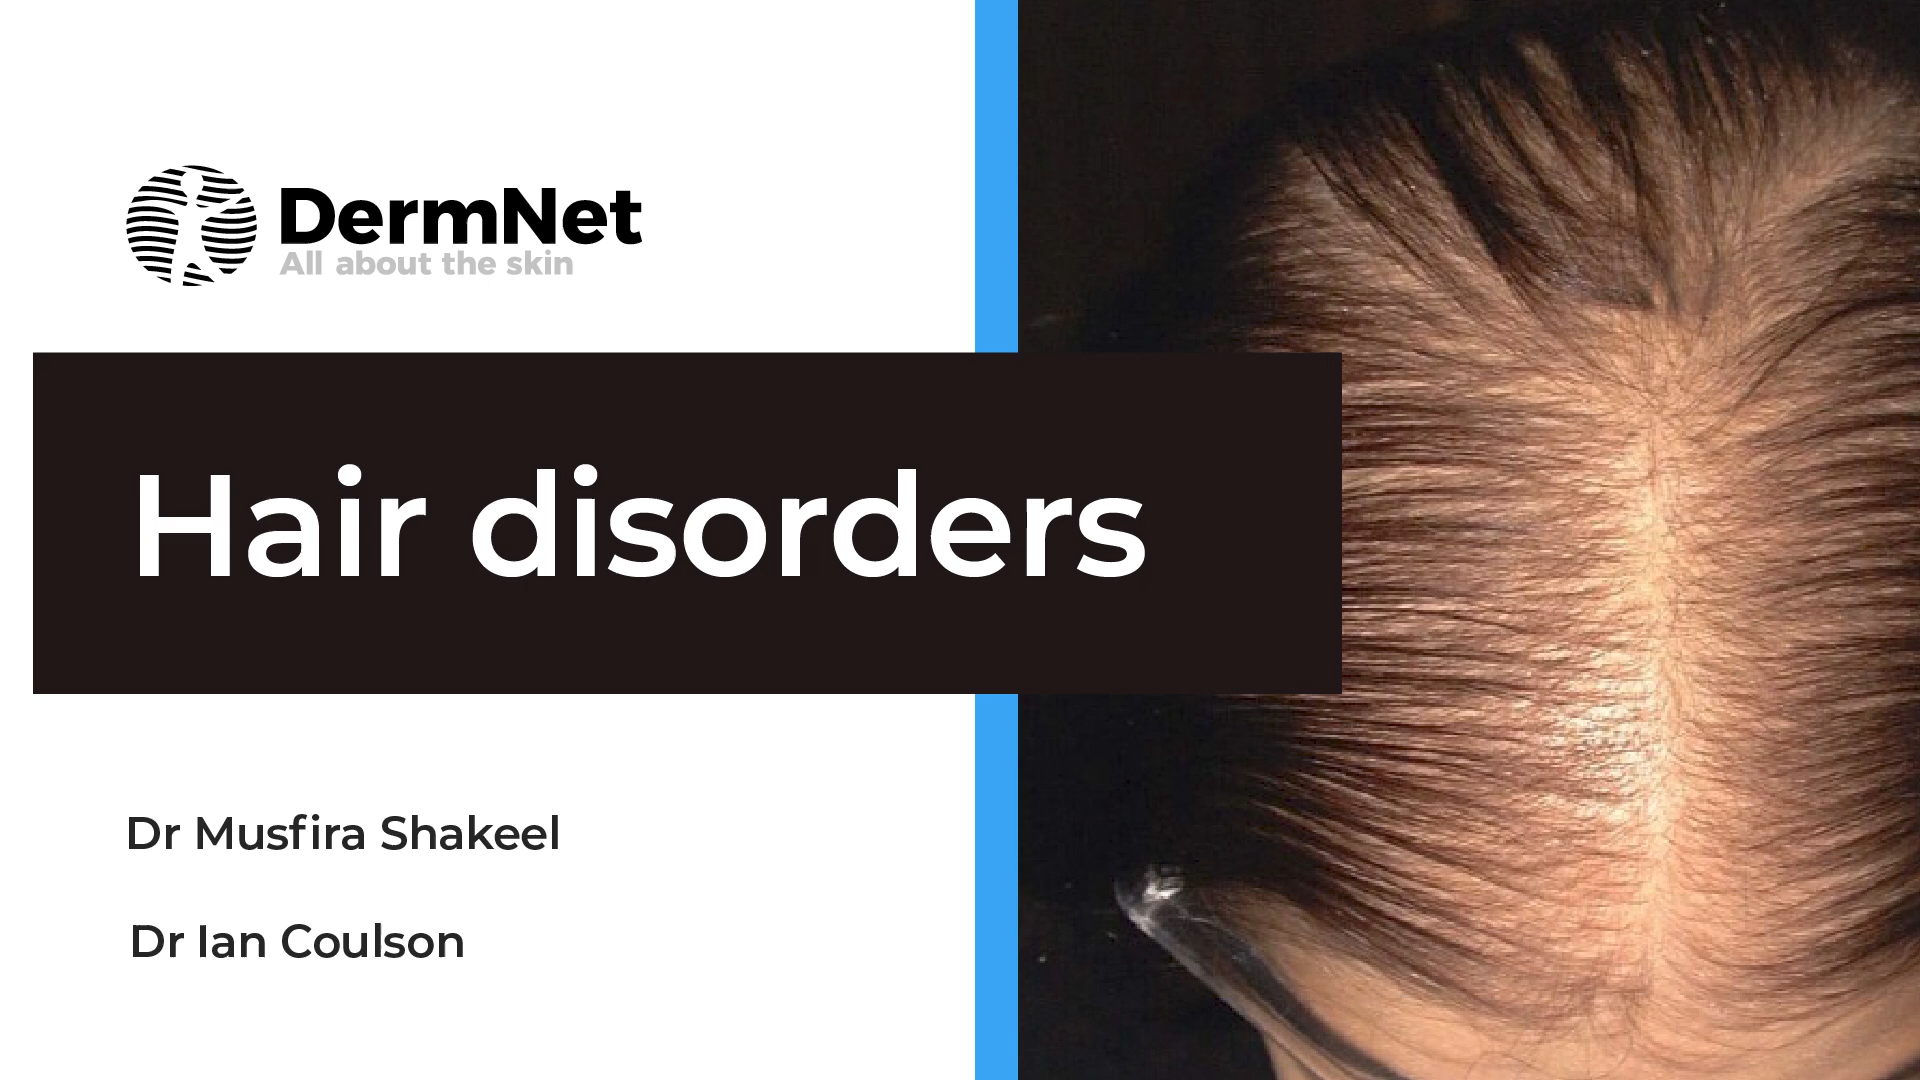 DermNet
All about the skin
Hair disorders
Dr Musfira Shakeel
Dr Ian Coulson